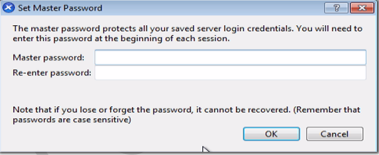 Set Master Password
The master password protects all your saved server login credentials. You will need to
enter this password at the beginning of each session.
Master password:
Re-enter password:
Note that if you lose or forget the password, it cannot be recovered. (Remember that
passwords are case sensitive)
OK
Cancel